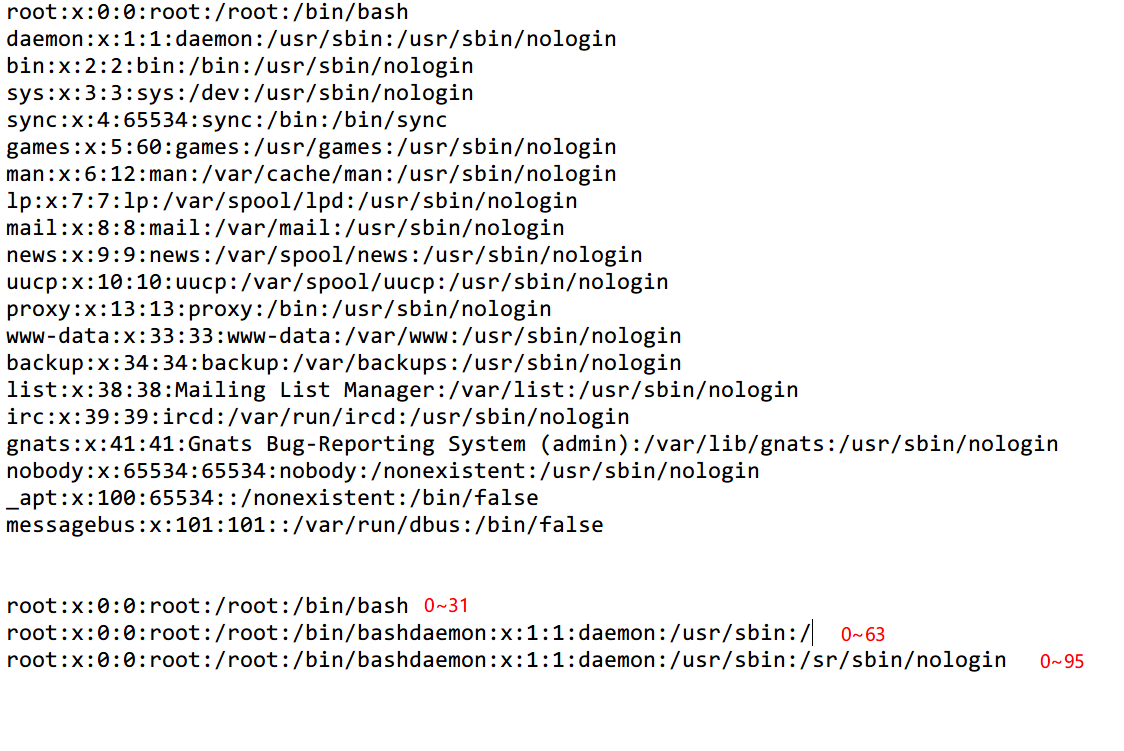 root:x:0:0:root:/root:/bin/bash
daemon:x:1:1:daemon:/usr/sbin:/usr/sbin/nologin
bin:x:2:2:bin:/bin:/usr/sbin/nologin
sys:x:3:3:sys:/dev:/usr/sbin/nologin
sync:x:4:65534:sync:/bin:/bin/sync
games:x:5:60:games:/usr/games:/usr/sbin/nologin
man:x:6:12:man:/var/cache/man:/usr/sbin/nologin
lp:x:7:7:lp:/var/spool/lpd:/usr/sbin/nologin
mail:x:8:8:mail:/var/mail:/usr/sbin/nologin
news:x:9:9:news:/var/spool/news:/usr/sbin/nologin
uucp:x:10:10:uucp:/var/spool/uucp:/usr/sbin/nologin
proxy:x:13:13:proxy:/bin:/usr/sbin/nologin
www-data:x:33:33:www-data:/var/www:/usr/sbin/nologin
backup:x:34:34:backup:/var/backups:/usr/sbin/nologin
list:x:38:38:Mailing List Manager:/var/list:/usr/sbin/nologin
irc:x:39:39:ircd:/var/run/ircd:/usr/sbin/nologin
gnats:x:41:41:Gnats Bug-Reporting System (admin):/var/lib/gnats:/usr/sbin/nologin
nobody:x:65534:65534:nobody:/nonexistent:/usr/sbin/nologin
_apt:x:100:65534::/nonexistent:/bin/false
messagebus:x:101:101::/var/run/dbus:/bin/false
root:x:0:0:root:/root:/bin/bash 0~31
root:x:0:0:root:/root:/bin/bashdaemon:x:1:1:daemon:/usr/sbin:/ 0~63
root:x:0:0:root:/root:/bin/bashdaemon:x:1:1:daemon:/usr/sbin:/sr/sbin/nologin 0~95